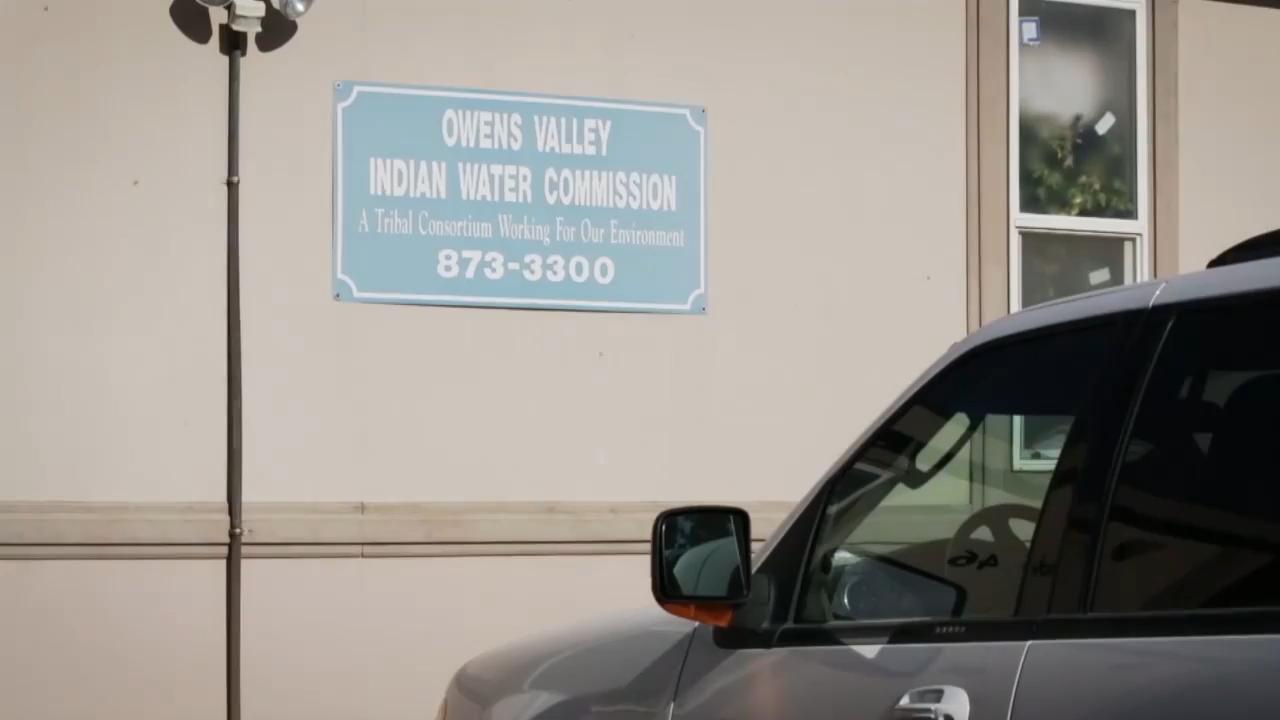 OWENS VALLEY
INDIAN WATER COMMISSION
A Tribal Consortium Working For Our Environment
873-3300